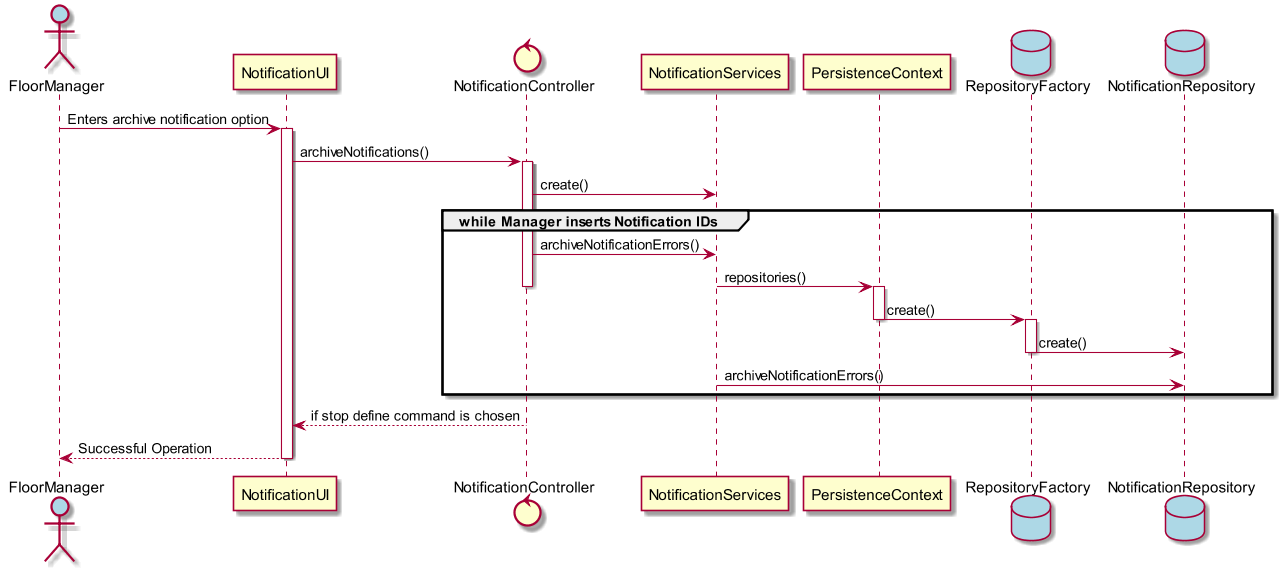 FloorManager
NotificationUI
NotificationController
NotificationServices
PersistenceContext
RepositoryFactory
NotificationRepository
Enters archive notification option
archiveNotifications()
create()
while Manager inserts Notification IDs
archiveNotificationErrors()
repositories()
create()
create()
archiveNotificationErrors()
if stop define command is chosen
Successful Operation
FloorManager
NotificationUI
NotificationController
NotificationServices
PersistenceContext
RepositoryFactory
NotificationRepository